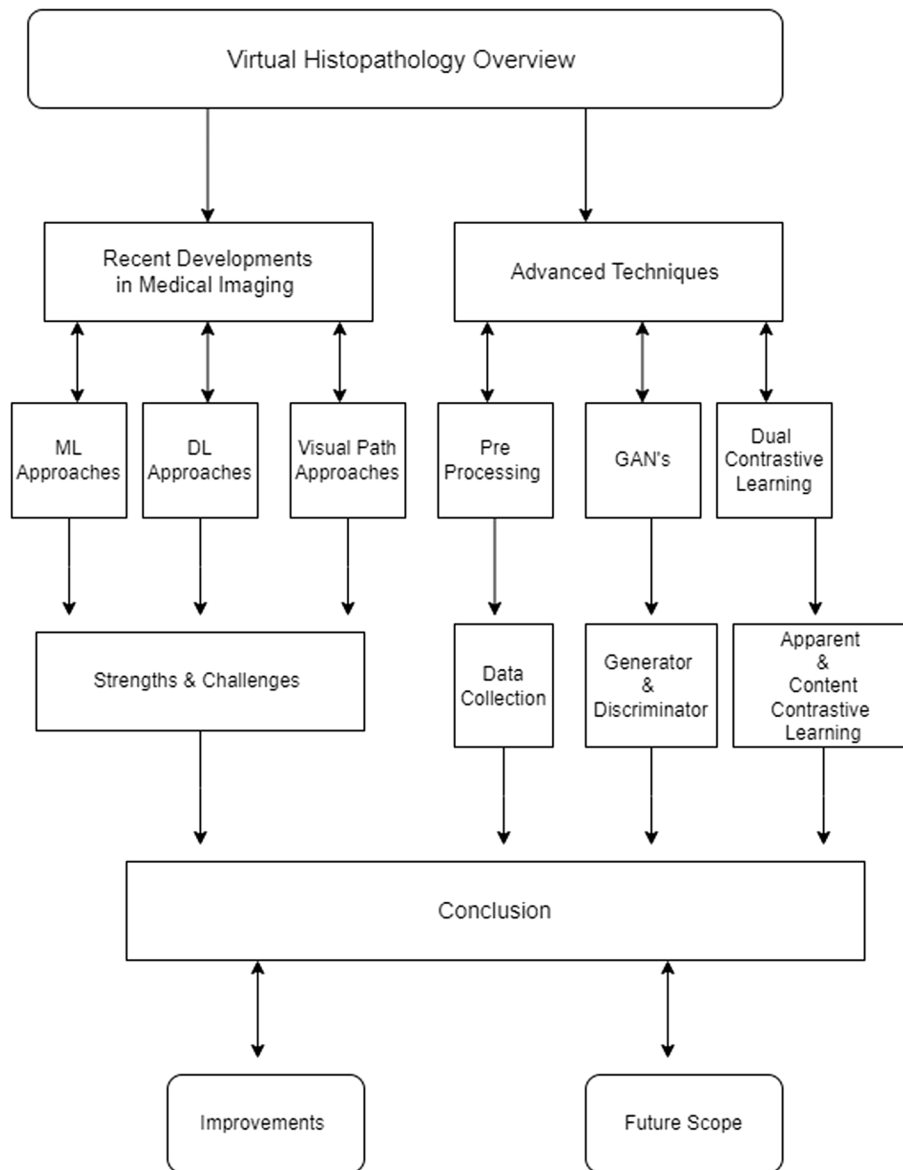 Virtual Histopathology Overview
Recent Developments
in Medical Imaging
Advanced Techniques
ML
Approaches
DL
Approaches
Visual Path
Approaches
Pre
Processing
GAN's
Dual
Contrastive
Learning
Strengths & Challenges
Data
Collection
Generator
&
Discriminator
Apparent
&
Content
Contrastive
Learning
Conclusion
Improvements
Future Scope